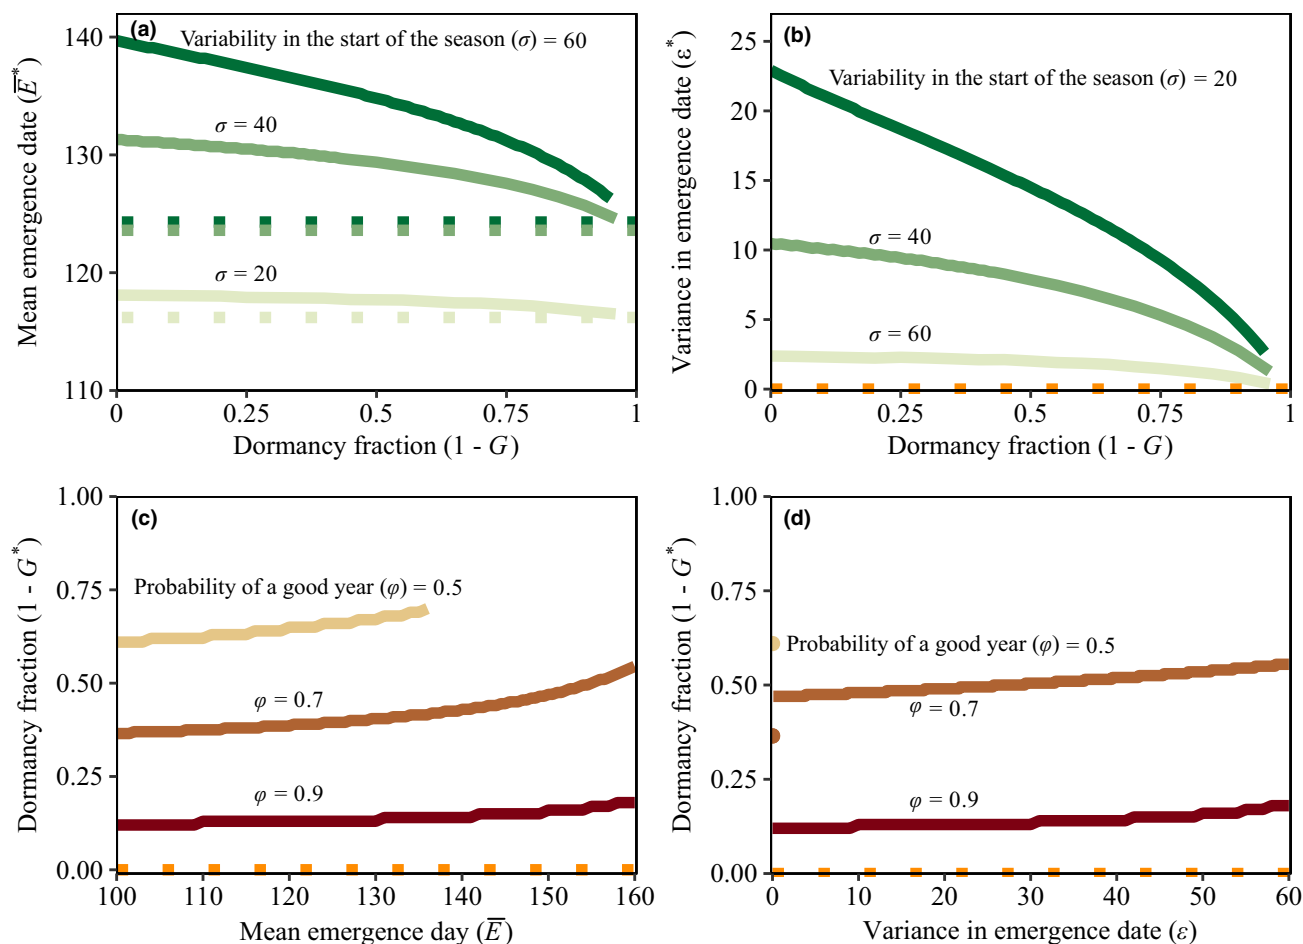 (a)
Variability in the start of the season (σ) = 60
σ = 40
σ = 20
140
130
120
110
Mean emergence date (E̅*)
0 0.25 0.5 0.75 1
Dormancy fraction (1 - G)
(b)
Variability in the start of the season (σ) = 20
σ = 40
σ = 60
25
20
15
10
5
0
Variance in emergence date (ε*)
0 0.25 0.5 0.75 1
Dormancy fraction (1 - G)
(c)
Probability of a good year (φ) = 0.5
φ = 0.7
φ = 0.9
1.00
0.75
0.50
0.25
0.00
Dormancy fraction (1 - G*)
100 110 120 130 140 150 160
Mean emergence day (E̅)
(d)
Probability of a good year (φ) = 0.5
φ = 0.7
φ = 0.9
1.00
0.75
0.50
0.25
0.00
Dormancy fraction (1 - G*)
0 10 20 30 40 50 60
Variance in emergence date (ε)